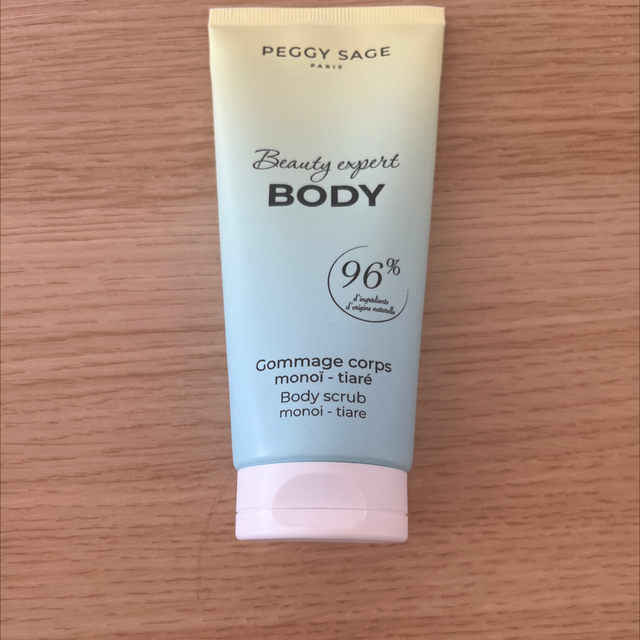 PEGGY SAGE
PARIS
Beauty expert
BODY
96%
d'ingrédients
d'origine naturelle
Gommage corps
monoï - tiaré
Body scrub
monoi - tiare